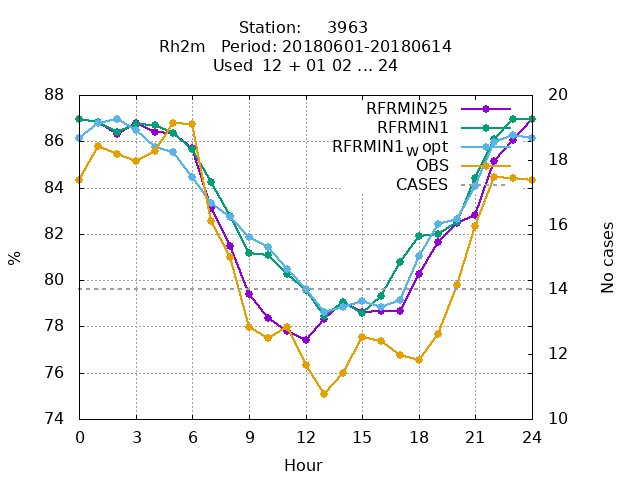 Station: 3963
Rh2m Period: 20180601-20180614
Used 12 + 01 02 ... 24
88 20
RFRMIN25
RFRMIN1
86
RFRMIN1W opt
18
OBS
84 CASES
82 16
80 14
78
12
76
74 10
0 3 6 9 12 15 18 21 24
Hour
%
No cases